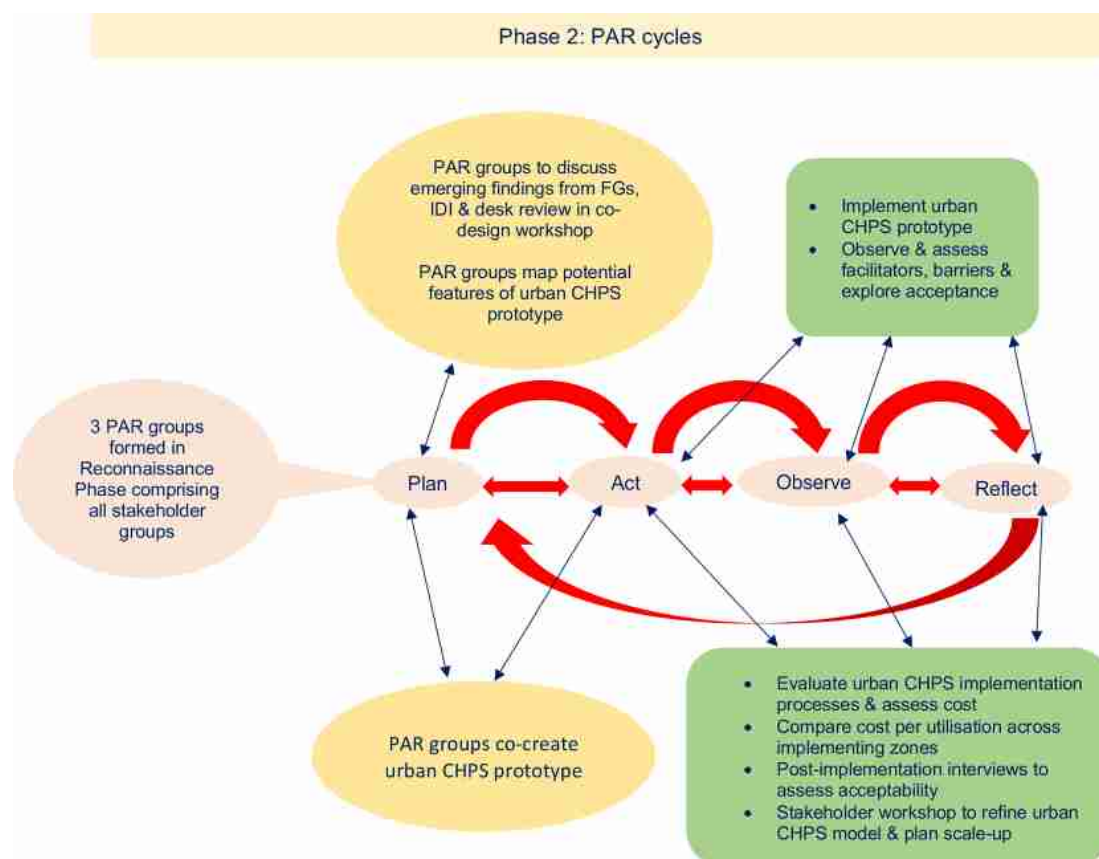 Phase 2: PAR cycles
PAR groups to discuss
emerging findings from FGs,
IDI & desk review in co-
design workshop
PAR groups map potential
features of urban CHPS
prototype
• Implement urban
CHPS prototype
• Observe & assess
facilitators, barriers &
explore acceptance
3 PAR groups
formed in
Reconnaissance
Phase comprising
all stakeholder
groups
Plan
Act
Observe
Reflect
PAR groups co-create
urban CHPS prototype
• Evaluate urban CHPS implementation
processes & assess cost
• Compare cost per utilisation across
implementing zones
• Post-implementation interviews to
assess acceptability
• Stakeholder workshop to refine urban
CHPS model & plan scale-up